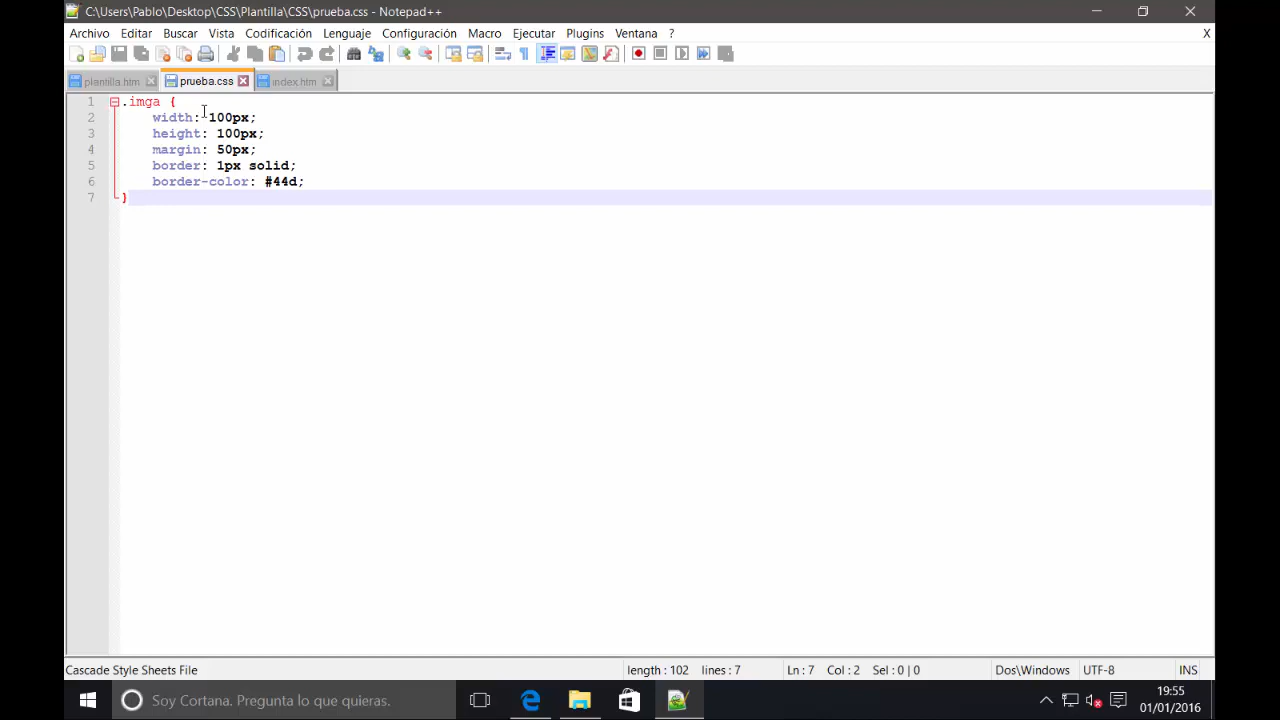 C:\Users\Pablo\Desktop\CSS\Plantilla\CSS\prueba.css - Notepad++
Archivo Editar Buscar Vista Codificación Lenguaje Configuración Macro Ejecutar Plugins Ventana ? X
plantilla.htm prueba.css index.htm
1 .imga {
2 width: 100px;
3 height: 100px;
4 margin: 50px;
5 border: 1px solid;
6 border-color: #44d;
7 }
Cascade Style Sheets File length : 102 lines : 7 Ln : 7 Col : 2 Sel : 0 | 0 Dos\Windows UTF-8 INS
Soy Cortana. Pregunta lo que quieras.
19:55
01/01/2016